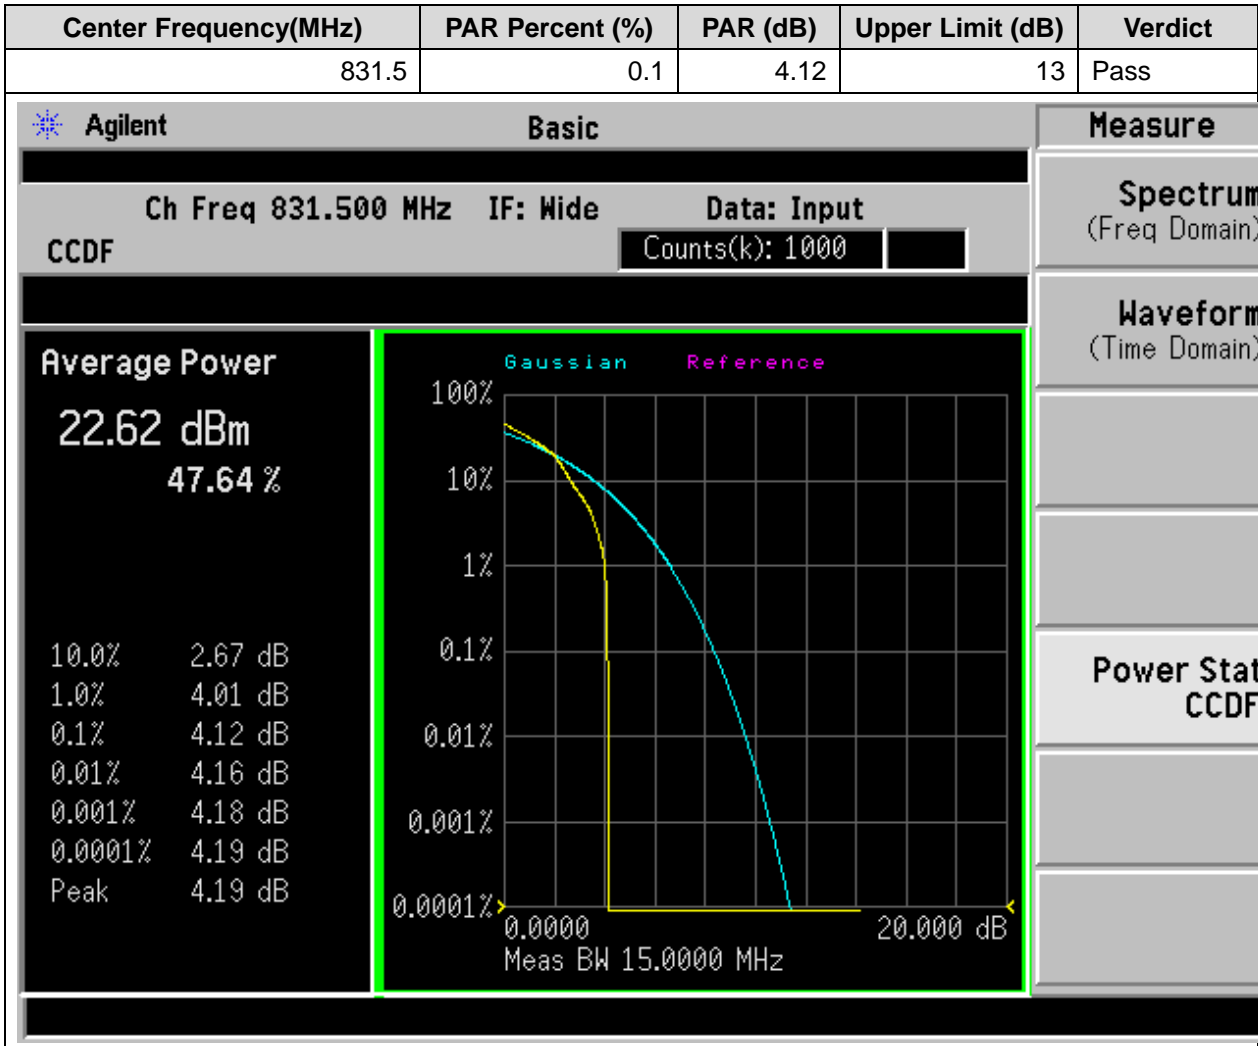 Center Frequency(MHz) PAR Percent (%) PAR (dB) Upper Limit (dB) Verdict
831.5 0.1 4.12 13 Pass
Agilent Basic Measure
Ch Freq 831.500 MHz IF: Wide Data: Input
CCDF Counts(k): 1000
Spectrum
(Freq Domain)
Waveform
(Time Domain)
Power Stat
CCDF
Average Power
22.62 dBm
47.64 %
10.0% 2.67 dB
1.0% 4.01 dB
0.1% 4.12 dB
0.01% 4.16 dB
0.001% 4.18 dB
0.0001% 4.19 dB
Peak 4.19 dB
Gaussian Reference
100%
10%
1%
0.1%
0.01%
0.001%
0.0001%
0.0000 20.000 dB
Meas BW 15.0000 MHz